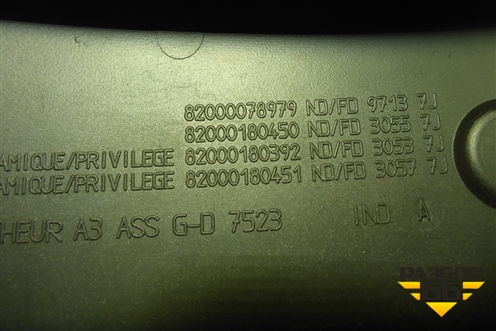 82000078979 ND/FD 9713 7J
82000180450 ND/FD 3055 7J
AMIQUE/PRIVILEGE 82000180392 ND/FD 3053 7J
AMIQUE/PRIVILEGE 82000180451 ND/FD 3057 7J
HEUR A3 ASS G-D 7523 IND A
РАЗБОР